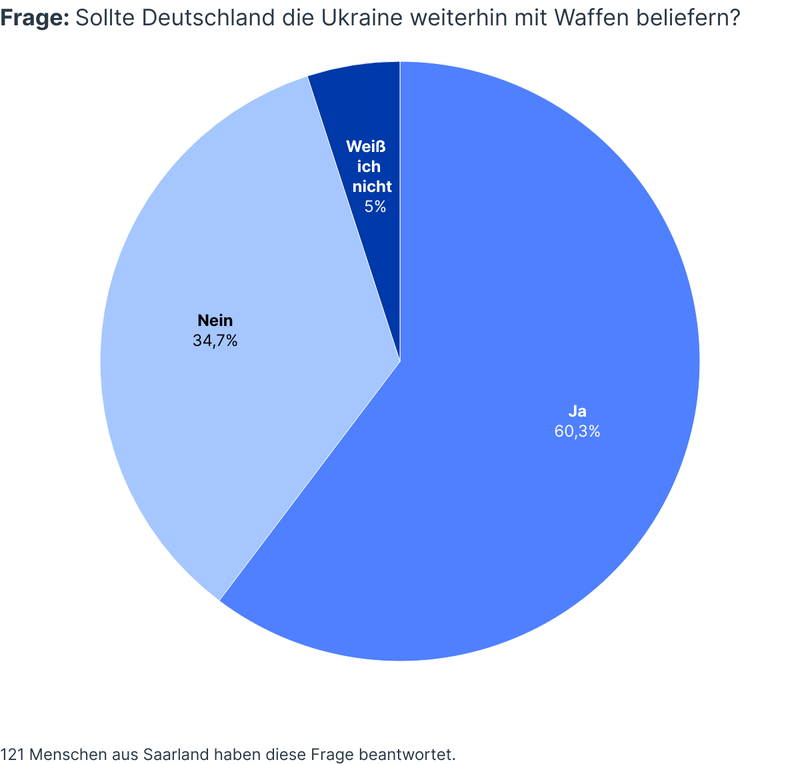 Frage: Sollte Deutschland die Ukraine weiterhin mit Waffen beliefern?
Weiß
ich
nicht
5%
Nein
34,7%
Ja
60,3%
121 Menschen aus Saarland haben diese Frage beantwortet.